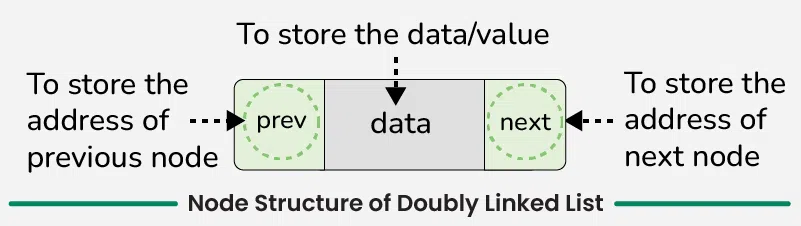 To store the data/value
To store the
address of
previous node
prev
data
next
To store the
address of
next node
Node Structure of Doubly Linked List